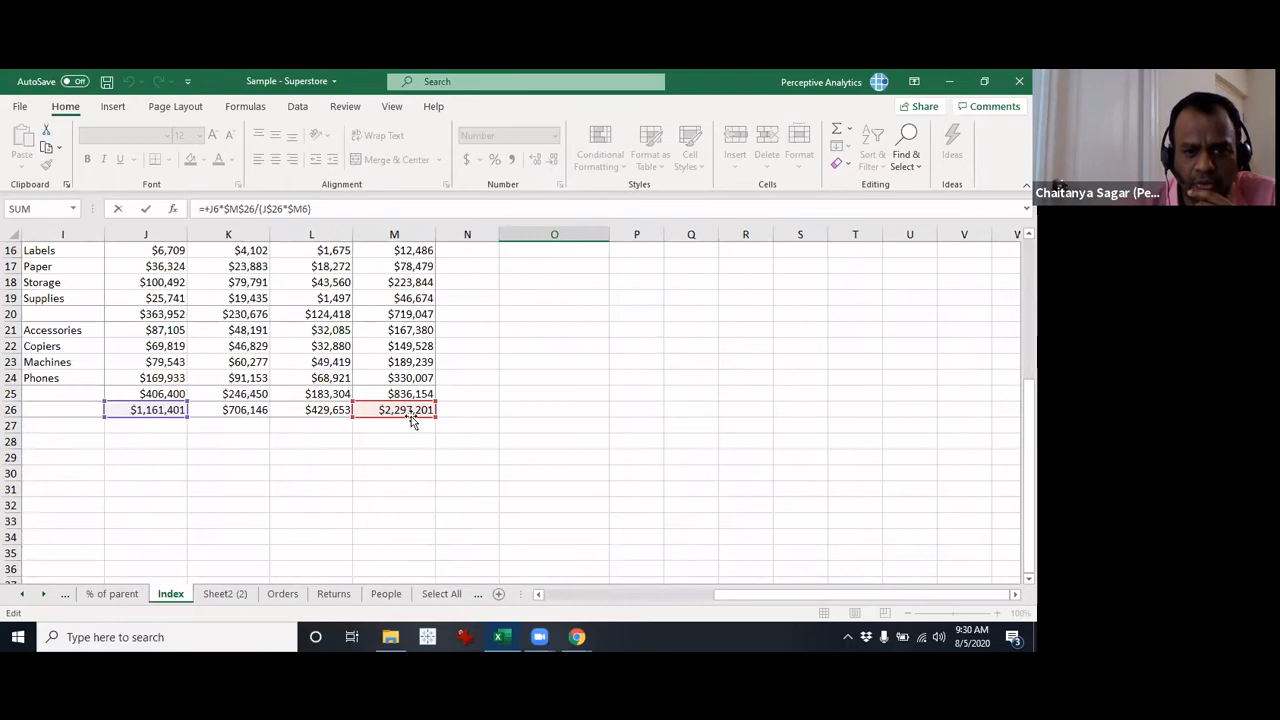 AutoSave Off Sample - Superstore Search Perceptive Analytics
File Home Insert Page Layout Formulas Data Review View Help Share Comments
Paste 12 A A Wrap Text Number Conditional Formatting Format as Table Cell Styles Insert Delete Format Sort & Filter Find & Select Ideas
B I U A Merge & Center $ % 9
Clipboard Font Alignment Number Styles Cells Editing Ideas
Chaitanya Sagar (Pe...
SUM fx =+J6*$M$26/(J$26*$M6)
I J K L M N O P Q R S T U V
16 Labels $6,709 $4,102 $1,675 $12,486
17 Paper $36,324 $23,883 $18,272 $78,479
18 Storage $100,492 $79,791 $43,560 $223,844
19 Supplies $25,741 $19,435 $1,497 $46,674
20 $363,952 $230,676 $124,418 $719,047
21 Accessories $87,105 $48,191 $32,085 $167,380
22 Copiers $69,819 $46,829 $32,880 $149,528
23 Machines $79,543 $60,277 $49,419 $189,239
24 Phones $169,933 $91,153 $68,921 $330,007
25 $406,400 $246,450 $183,304 $836,154
26 $1,161,401 $706,146 $429,653 $2,297,201
27
28
29
30
31
32
33
34
35
36
... % of parent Index Sheet2 (2) Orders Returns People Select All ...
Edit 100%
Type here to search 9:30 AM
8/5/2020 3